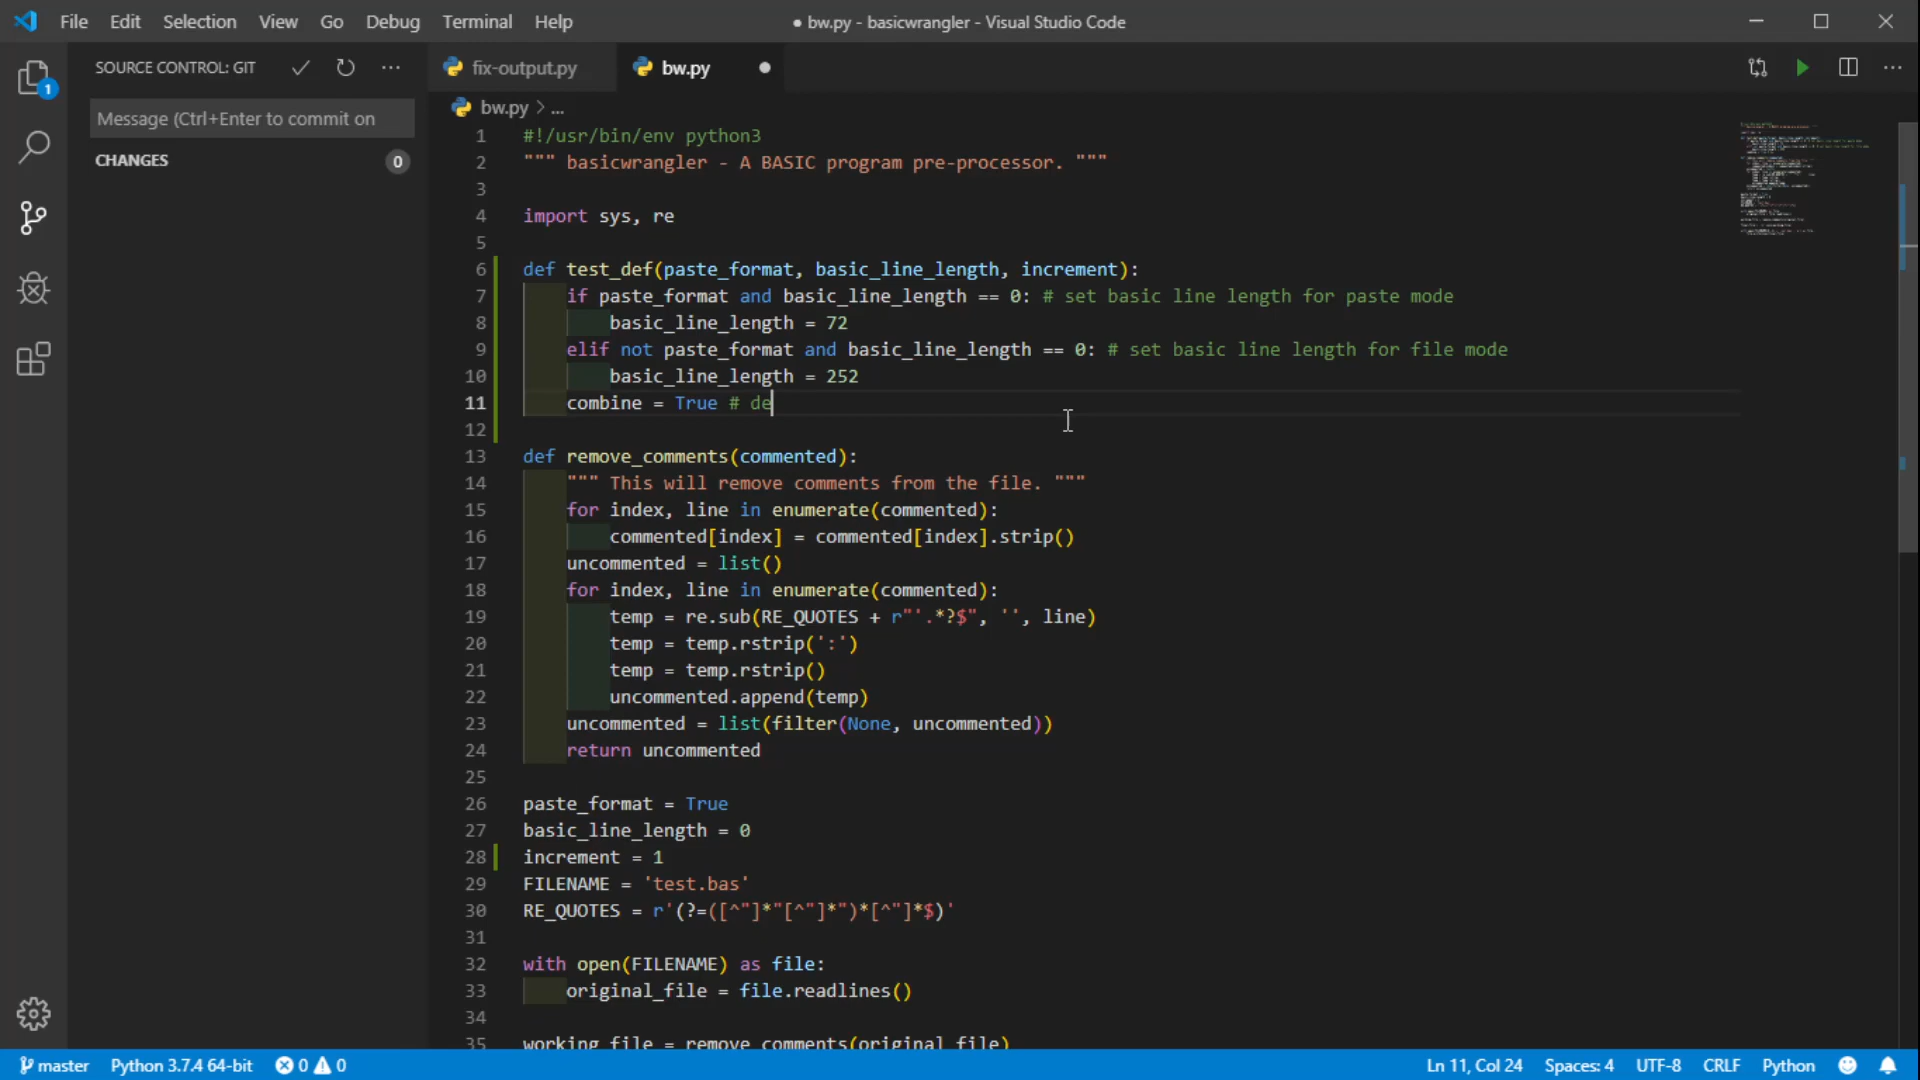 File Edit Selection View Go Debug Terminal Help
● bw.py - basicwrangler - Visual Studio Code
1
SOURCE CONTROL: GIT
Message (Ctrl+Enter to commit on
CHANGES 0
fix-output.py bw.py ●
bw.py > ...
1 #!/usr/bin/env python3
2 """ basicwrangler - A BASIC program pre-processor. """
3
4 import sys, re
5
6 def test_def(paste_format, basic_line_length, increment):
7     if paste_format and basic_line_length == 0: # set basic line length for paste mode
8         basic_line_length = 72
9     elif not paste_format and basic_line_length == 0: # set basic line length for file mode
10         basic_line_length = 252
11     combine = True # de
12
13 def remove_comments(commented):
14     """ This will remove comments from the file. """
15     for index, line in enumerate(commented):
16         commented[index] = commented[index].strip()
17     uncommented = list()
18     for index, line in enumerate(commented):
19         temp = re.sub(RE_QUOTES + r"'.*?$", '', line)
20         temp = temp.rstrip(':')
21         temp = temp.rstrip()
22         uncommented.append(temp)
23     uncommented = list(filter(None, uncommented))
24     return uncommented
25
26 paste_format = True
27 basic_line_length = 0
28 increment = 1
29 FILENAME = 'test.bas'
30 RE_QUOTES = r'(?=([^"]*"[^"]*")*[^"]*$)'
31
32 with open(FILENAME) as file:
33     original_file = file.readlines()
34
35 working_file = remove_comments(original_file)
master Python 3.7.4 64-bit 0 0 Ln 11, Col 24 Spaces: 4 UTF-8 CRLF Python